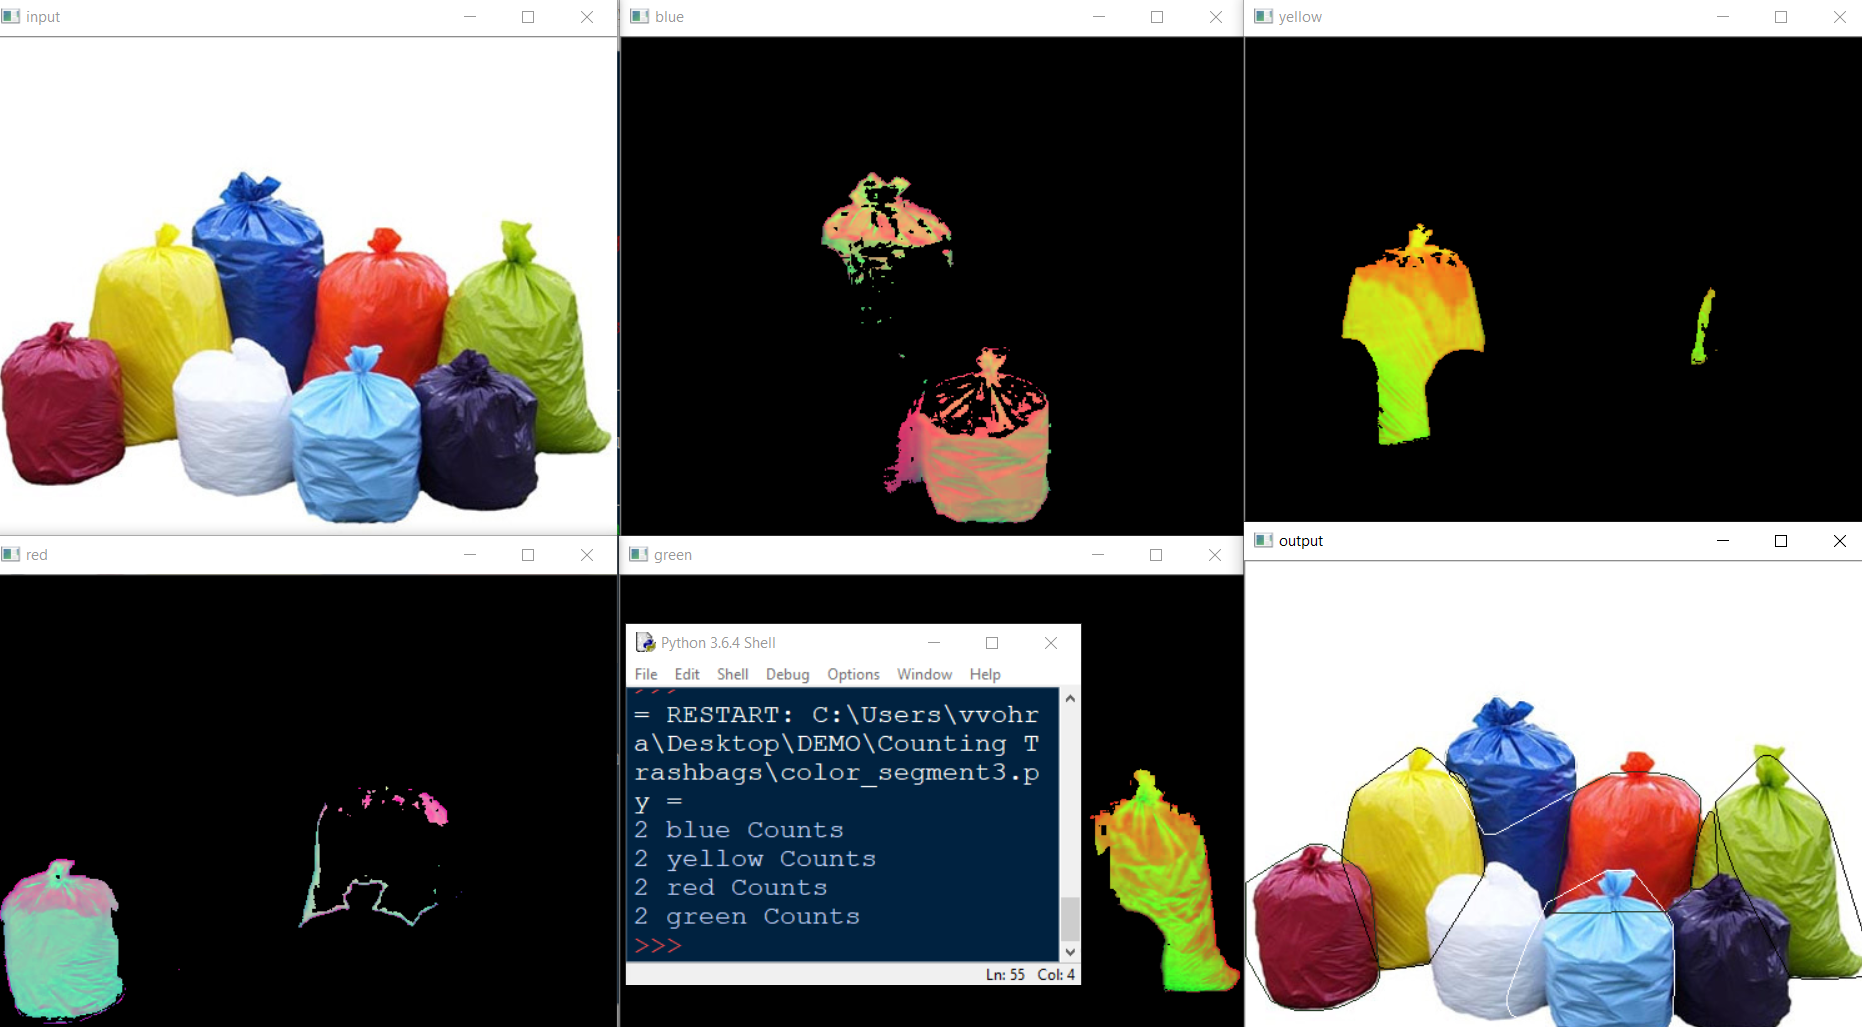 input
blue
yellow
red
green
output
Python 3.6.4 Shell
File Edit Shell Debug Options Window Help
>>>
= RESTART: C:\Users\vvohr
a\Desktop\DEMO\Counting T
rashbags\color_segment3.p
y =
2 blue Counts
2 yellow Counts
2 red Counts
2 green Counts
>>>
Ln: 55 Col: 4